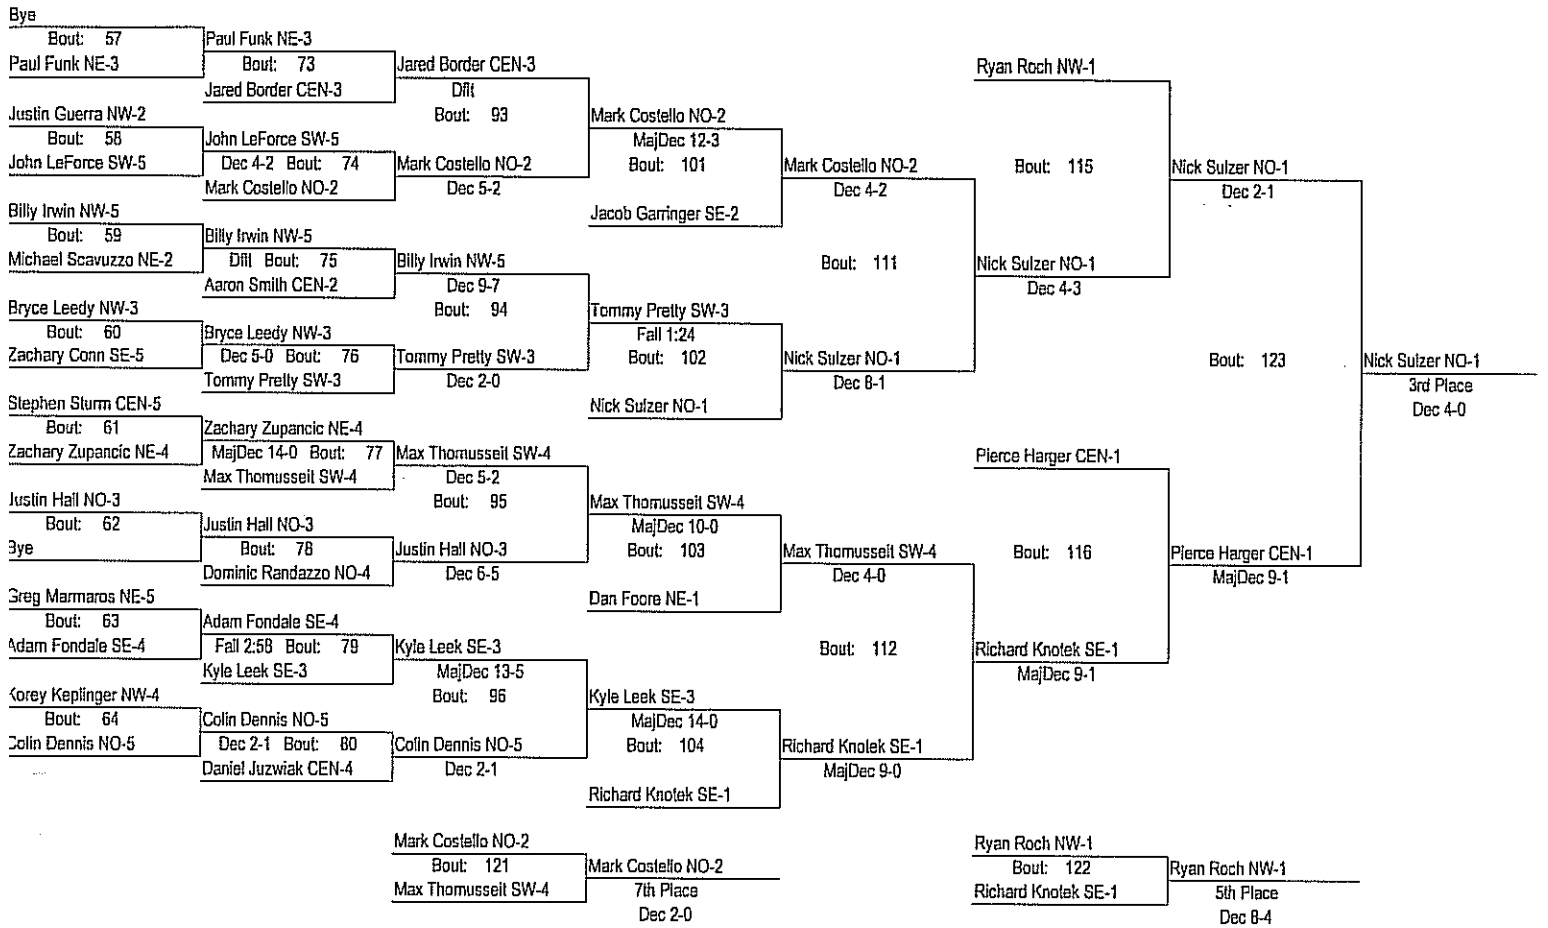 Bye
Bout: 57
Paul Funk NE-3
Justin Guerra NW-2
Bout: 58
John LeForce SW-5
Billy Irwin NW-5
Bout: 59
Michael Scavuzzo NE-2
Bryce Leedy NW-3
Bout: 60
Zachary Conn SE-5
Stephen Sturm CEN-5
Bout: 61
Zachary Zupancic NE-4
Justin Hall NO-3
Bout: 62
Bye
Greg Marmaros NE-5
Bout: 63
Adam Fondale SE-4
Korey Keplinger NW-4
Bout: 64
Colin Dennis NO-5
Paul Funk NE-3
Bout: 73
Jared Border CEN-3
John LeForce SW-5
Dec 4-2 Bout: 74
Mark Costello NO-2
Billy Irwin NW-5
Dflt Bout: 75
Aaron Smith CEN-2
Bryce Leedy NW-3
Dec 5-0 Bout: 76
Tommy Pretty SW-3
Zachary Zupancic NE-4
MajDec 14-0 Bout: 77
Max Thomusseit SW-4
Justin Hall NO-3
Bout: 78
Dominic Randazzo NO-4
Adam Fondale SE-4
Fall 2:58 Bout: 79
Kyle Leek SE-3
Colin Dennis NO-5
Dec 2-1 Bout: 80
Daniel Juzwiak CEN-4
Jared Border CEN-3
Dflt
Bout: 93
Mark Costello NO-2
Dec 5-2
Billy Irwin NW-5
Dec 9-7
Bout: 94
Tommy Pretty SW-3
Dec 2-0
Max Thomusseit SW-4
Dec 5-2
Bout: 95
Justin Hall NO-3
Dec 6-5
Kyle Leek SE-3
MajDec 13-5
Bout: 96
Colin Dennis NO-5
Dec 2-1
Mark Costello NO-2
MajDec 12-3
Bout: 101
Jacob Garringer SE-2
Tommy Pretty SW-3
Fall 1:24
Bout: 102
Nick Sulzer NO-1
Max Thomusseit SW-4
MajDec 10-0
Bout: 103
Dan Foore NE-1
Kyle Leek SE-3
MajDec 14-0
Bout: 104
Richard Knotek SE-1
Mark Costello NO-2
Dec 4-2
Bout: 111
Nick Sulzer NO-1
Dec 8-1
Max Thomusseit SW-4
Dec 4-0
Bout: 112
Richard Knotek SE-1
MajDec 9-0
Ryan Roch NW-1
Bout: 115
Nick Sulzer NO-1
Dec 4-3
Pierce Harger CEN-1
Bout: 116
Richard Knotek SE-1
MajDec 9-1
Nick Sulzer NO-1
Dec 2-1
Bout: 123
Pierce Harger CEN-1
MajDec 9-1
Nick Sulzer NO-1
3rd Place
Dec 4-0
Mark Costello NO-2
Bout: 121
Max Thomusseit SW-4
Mark Costello NO-2
7th Place
Dec 2-0
Ryan Roch NW-1
Bout: 122
Richard Knotek SE-1
Ryan Roch NW-1
5th Place
Dec 8-4